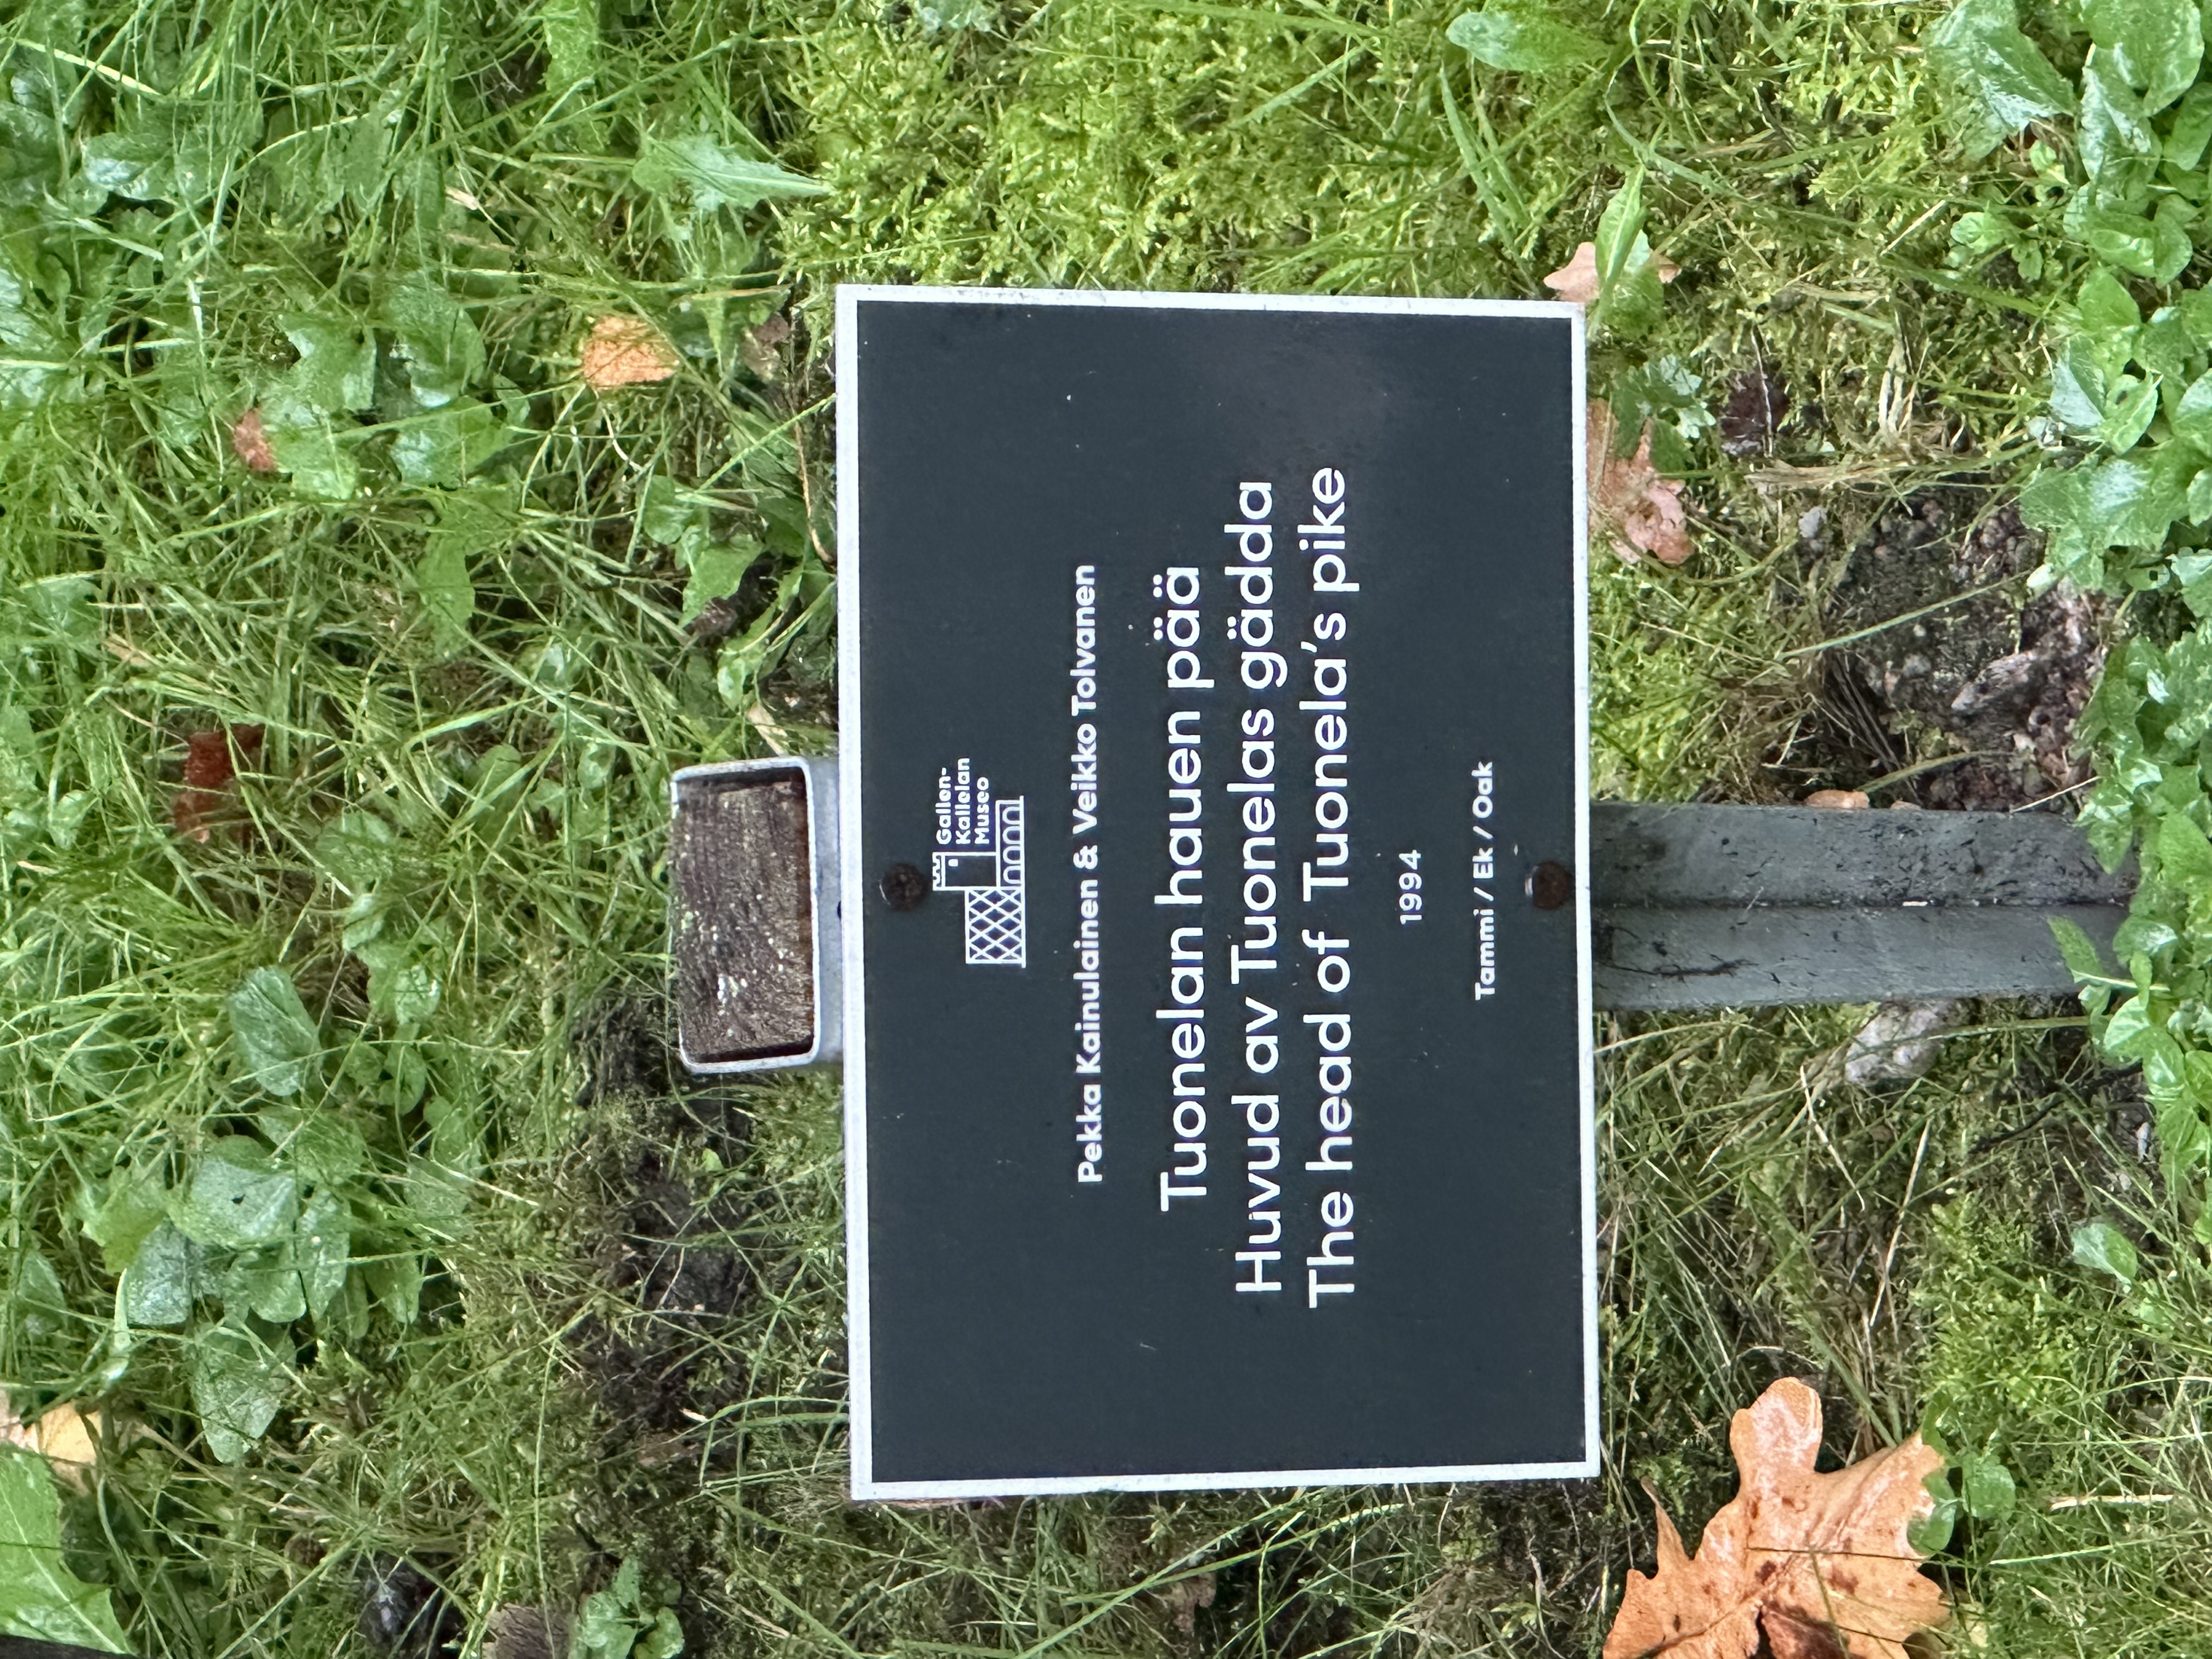 Gallen-
Kallelan
Museo
Pekka Kainulainen & Veikko Tolvanen
Tuonelan hauen pää
Huvud av Tuonelas gädda
The head of Tuonela's pike
1994
Tammi / Ek / Oak